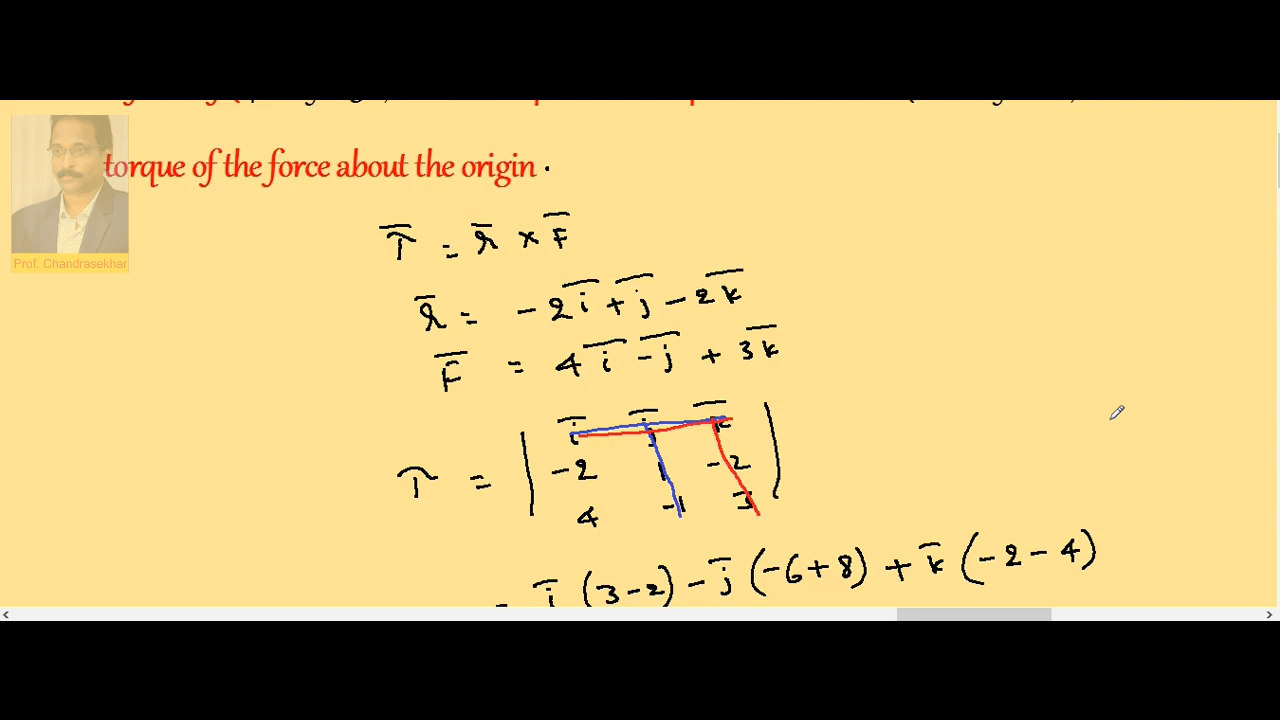 torque of the force about the origin .
Prof. Chandrasekhar
τ̅ = r̅ × F̅
r̅ = - 2i̅ + j̅ - 2k̅
F̅ = 4i̅ - j̅ + 3k̅
i̅ j̅ k̅
τ = | -2 1 -2 |
4 -1 3
= i̅ (3-2) - j̅ (-6+8) + k̅ (-2-4)